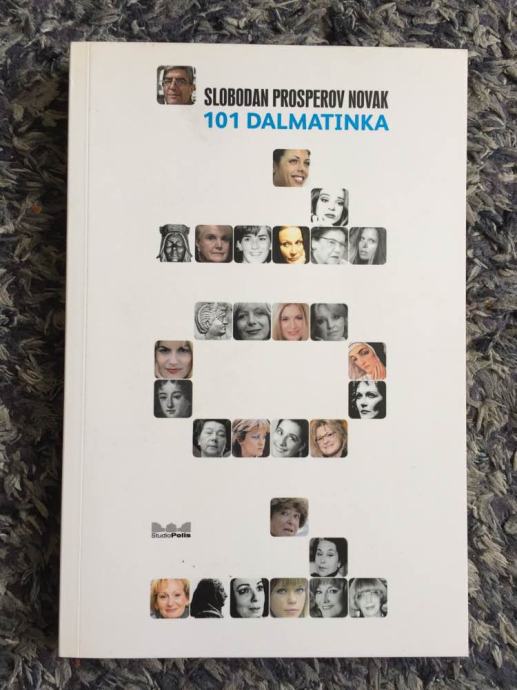 SLOBODAN PROSPEROV NOVAK
101 DALMATINKA
StudioPolis